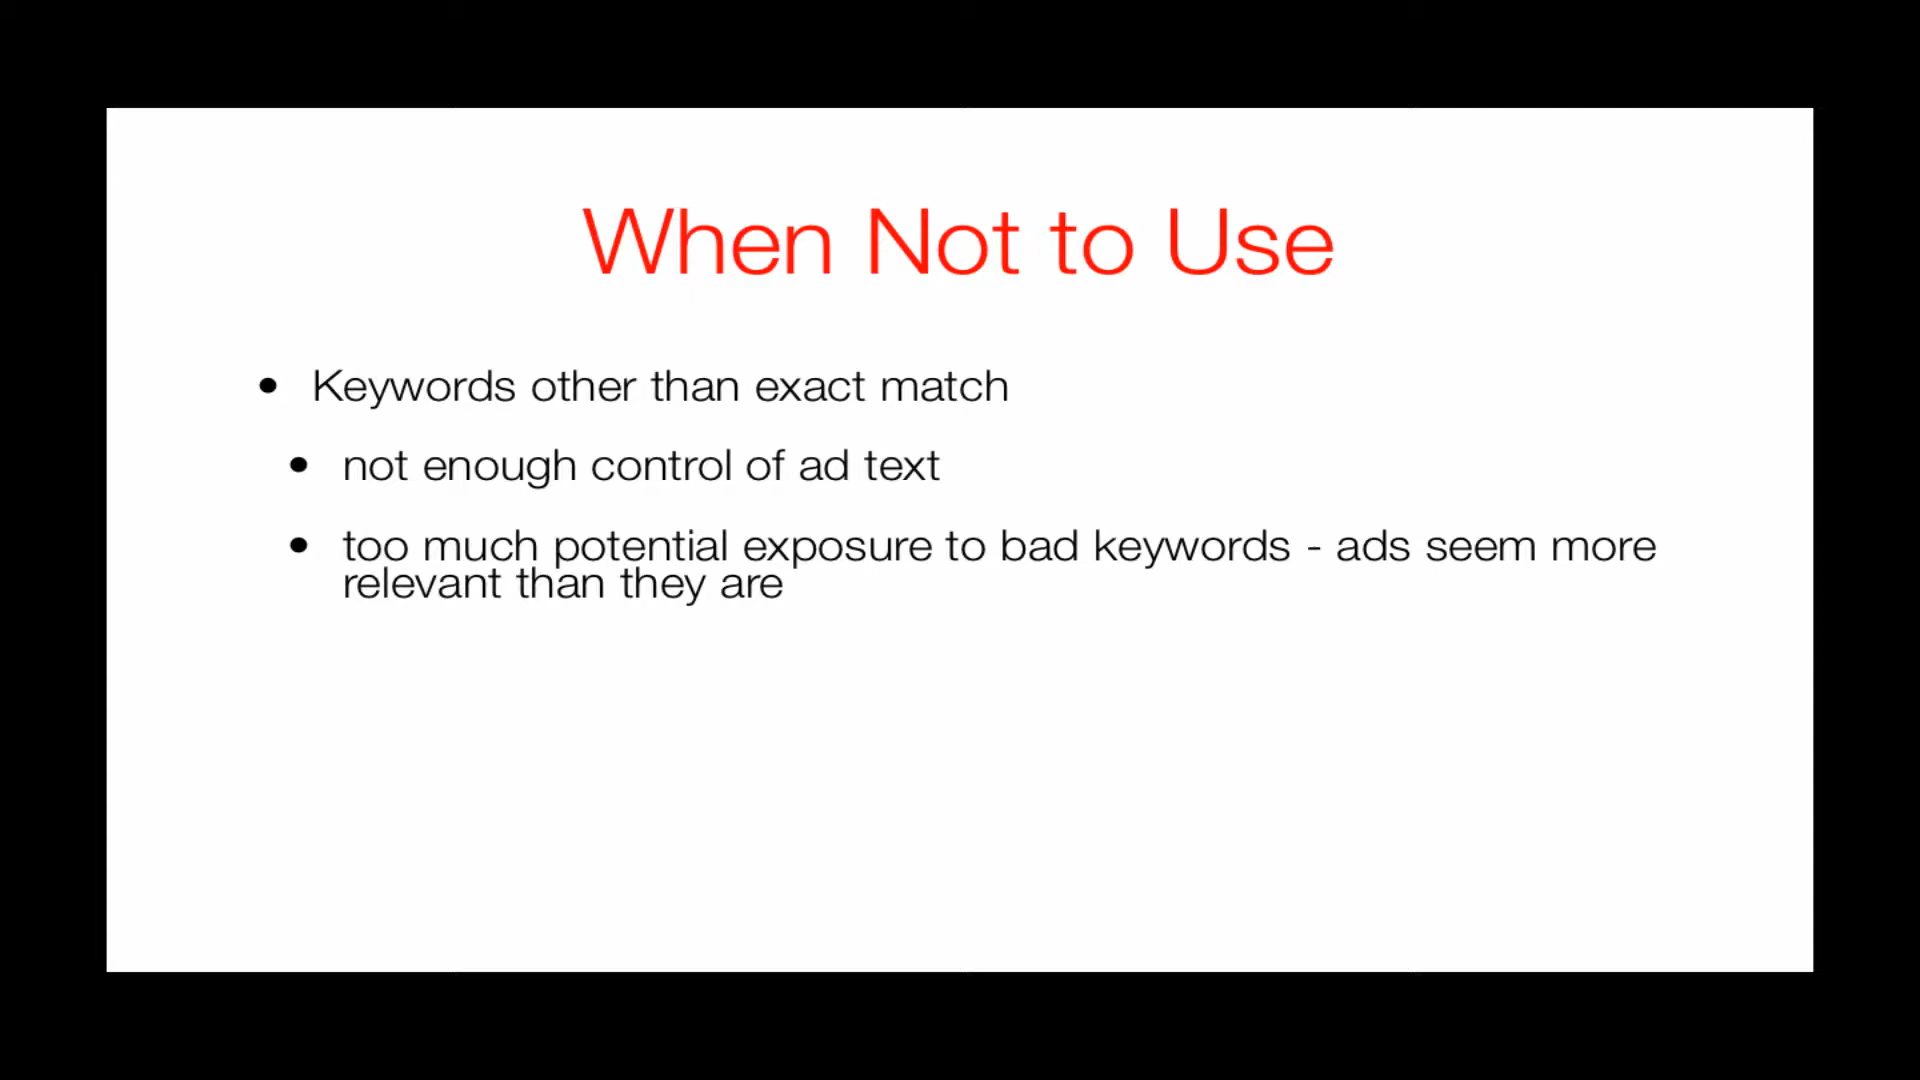 When Not to Use
• Keywords other than exact match
• not enough control of ad text
• too much potential exposure to bad keywords - ads seem more
relevant than they are